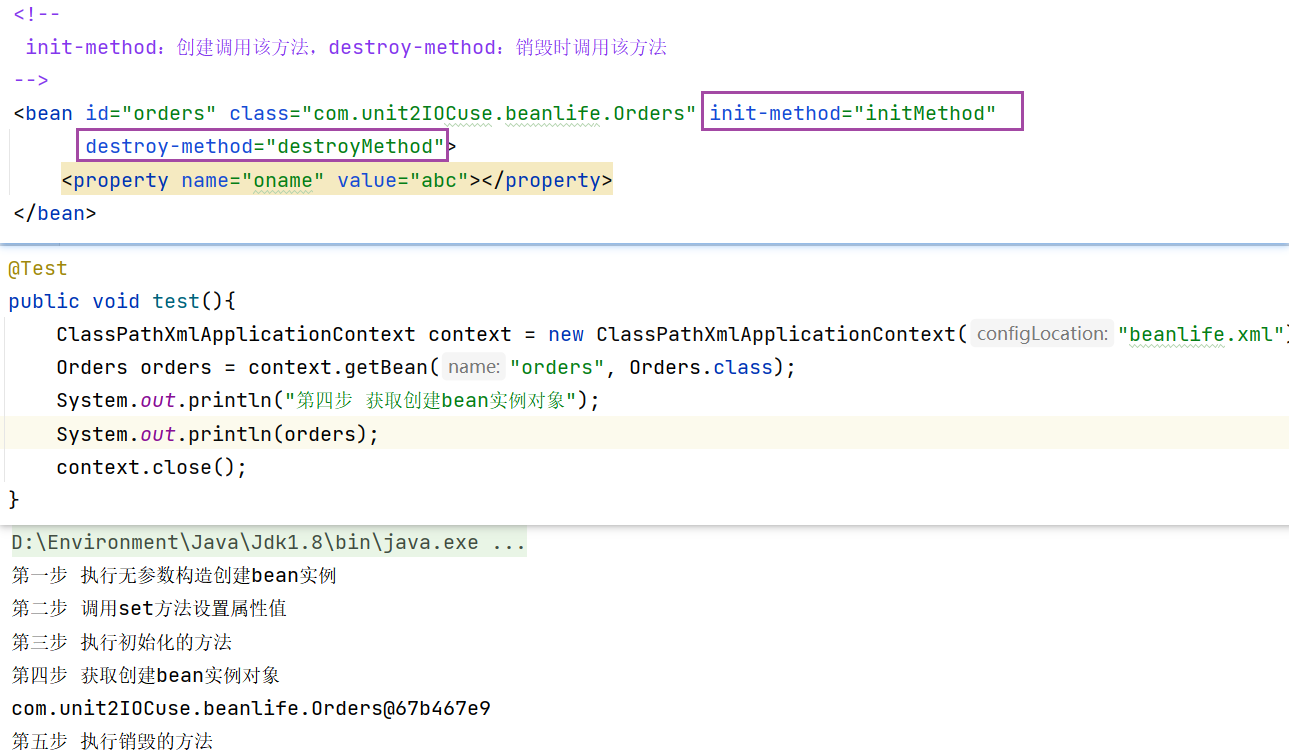 <!--
init-method：创建调用该方法，destroy-method：销毁时调用该方法
-->
<bean id="orders" class="com.unit2IOCuse.beanlife.Orders" init-method="initMethod"
destroy-method="destroyMethod">
<property name="oname" value="abc"></property>
</bean>
@Test
public void test(){
ClassPathXmlApplicationContext context = new ClassPathXmlApplicationContext( configLocation: "beanlife.xml")
Orders orders = context.getBean( name: "orders", Orders.class);
System.out.println("第四步 获取创建bean实例对象");
System.out.println(orders);
context.close();
}
D:\Environment\Java\Jdk1.8\bin\java.exe ...
第一步 执行无参数构造创建bean实例
第二步 调用set方法设置属性值
第三步 执行初始化的方法
第四步 获取创建bean实例对象
com.unit2IOCuse.beanlife.Orders@67b467e9
第五步 执行销毁的方法